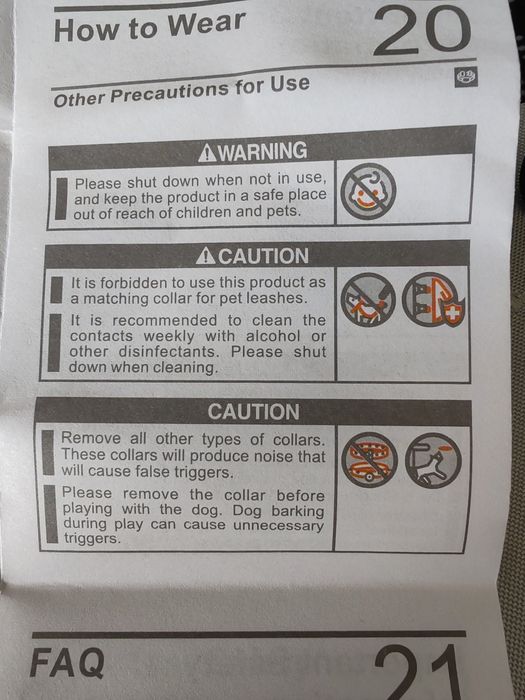 How to Wear 20
Other Precautions for Use
WARNING
Please shut down when not in use,
and keep the product in a safe place
out of reach of children and pets.
CAUTION
It is forbidden to use this product as
a matching collar for pet leashes.
It is recommended to clean the
contacts weekly with alcohol or
other disinfectants. Please shut
down when cleaning.
CAUTION
Remove all other types of collars.
These collars will produce noise that
will cause false triggers.
Please remove the collar before
playing with the dog. Dog barking
during play can cause unnecessary
triggers.
FAQ 21